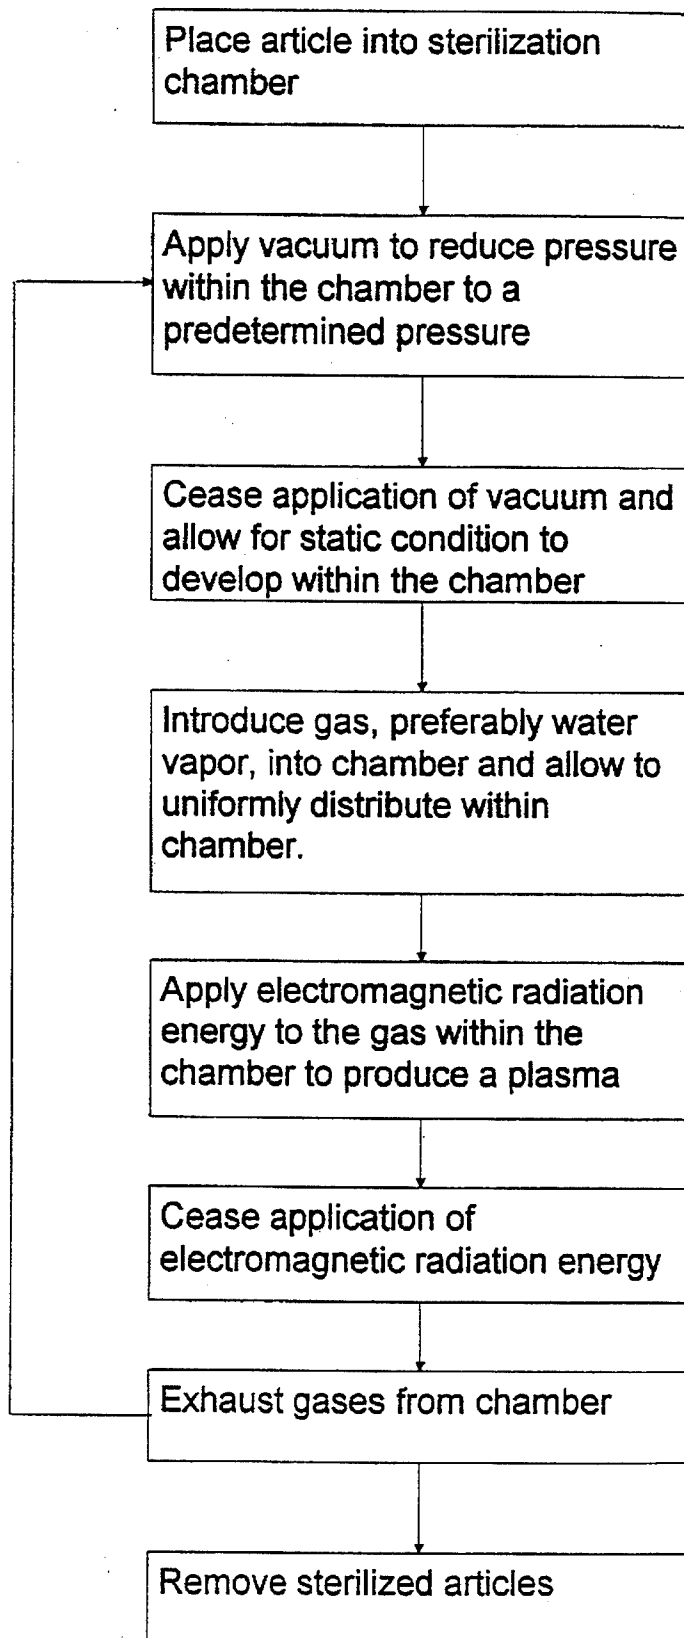 Place article into sterilization
chamber
Apply vacuum to reduce pressure
within the chamber to a
predetermined pressure
Cease application of vacuum and
allow for static condition to
develop within the chamber
Introduce gas, preferably water
vapor, into chamber and allow to
uniformly distribute within
chamber.
Apply electromagnetic radiation
energy to the gas within the
chamber to produce a plasma
Cease application of
electromagnetic radiation energy
Exhaust gases from chamber
Remove sterilized articles